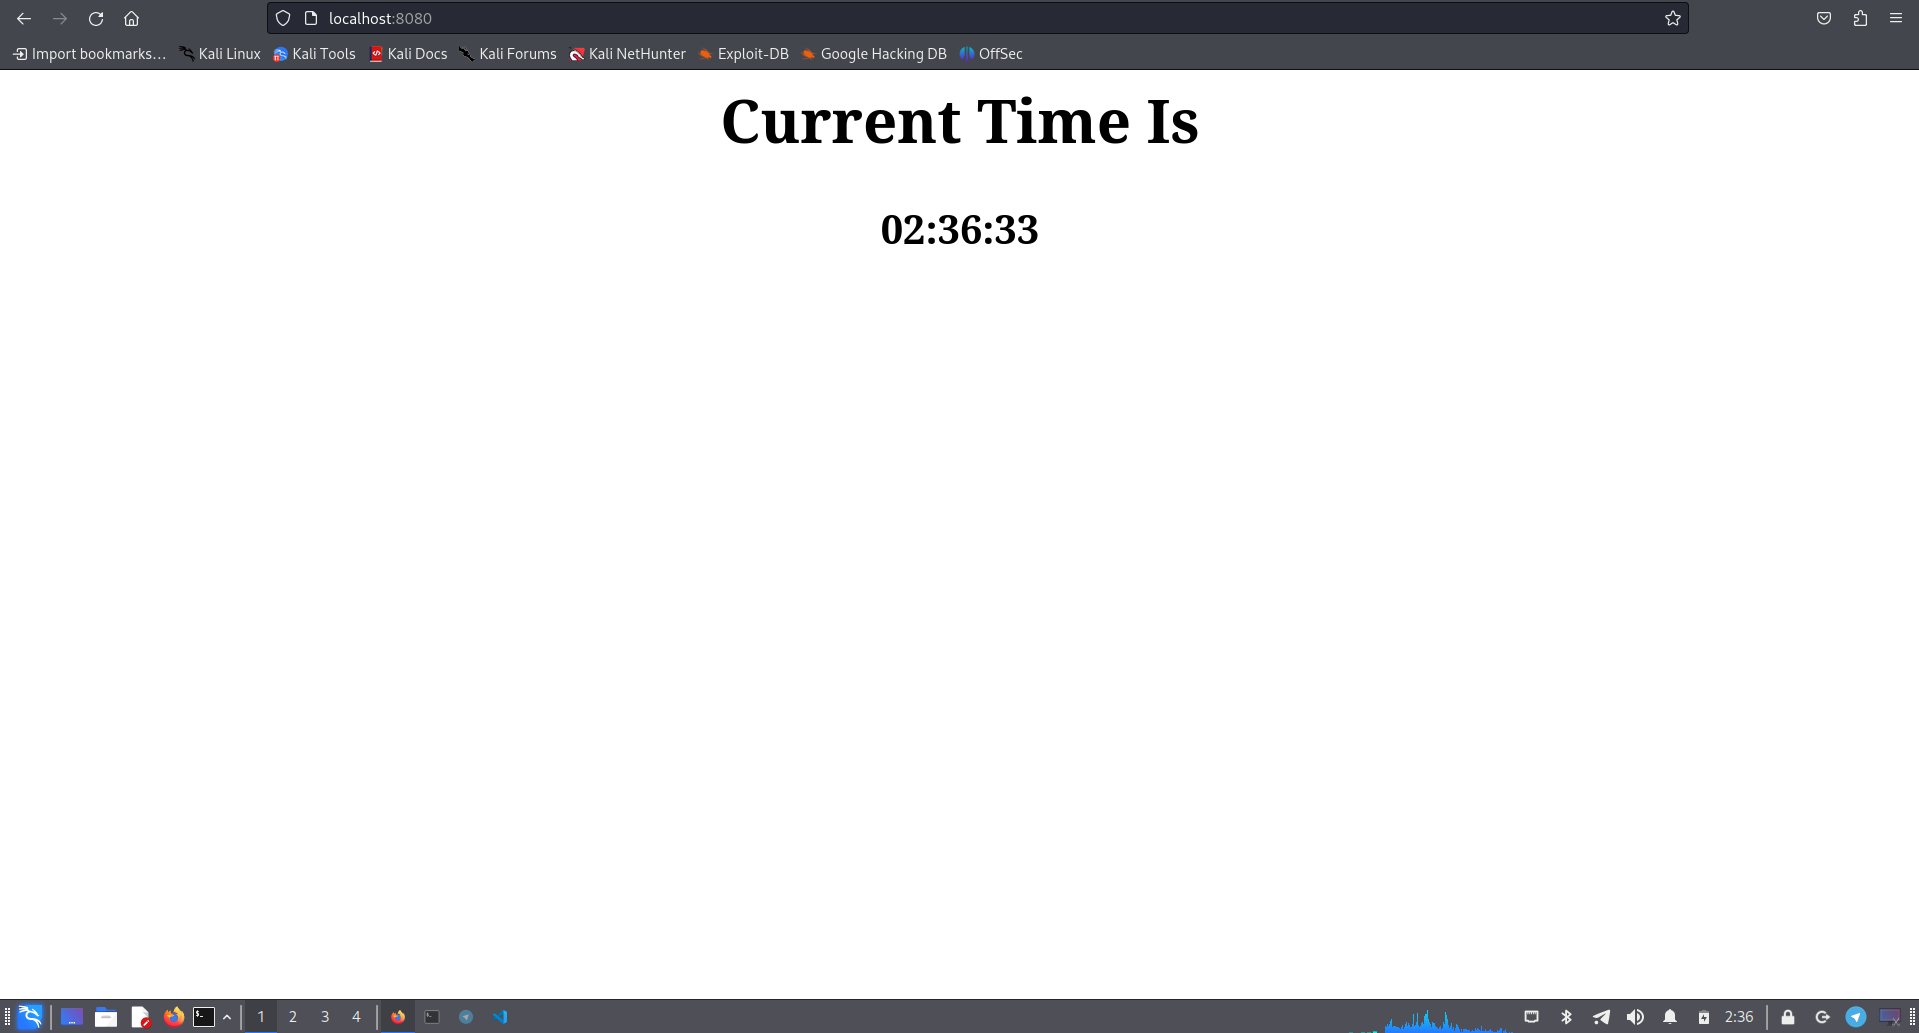 localhost:8080
Import bookmarks... Kali Linux Kali Tools Kali Docs Kali Forums Kali NetHunter Exploit-DB Google Hacking DB OffSec
Current Time Is
02:36:33
1 2 3 4 2:36